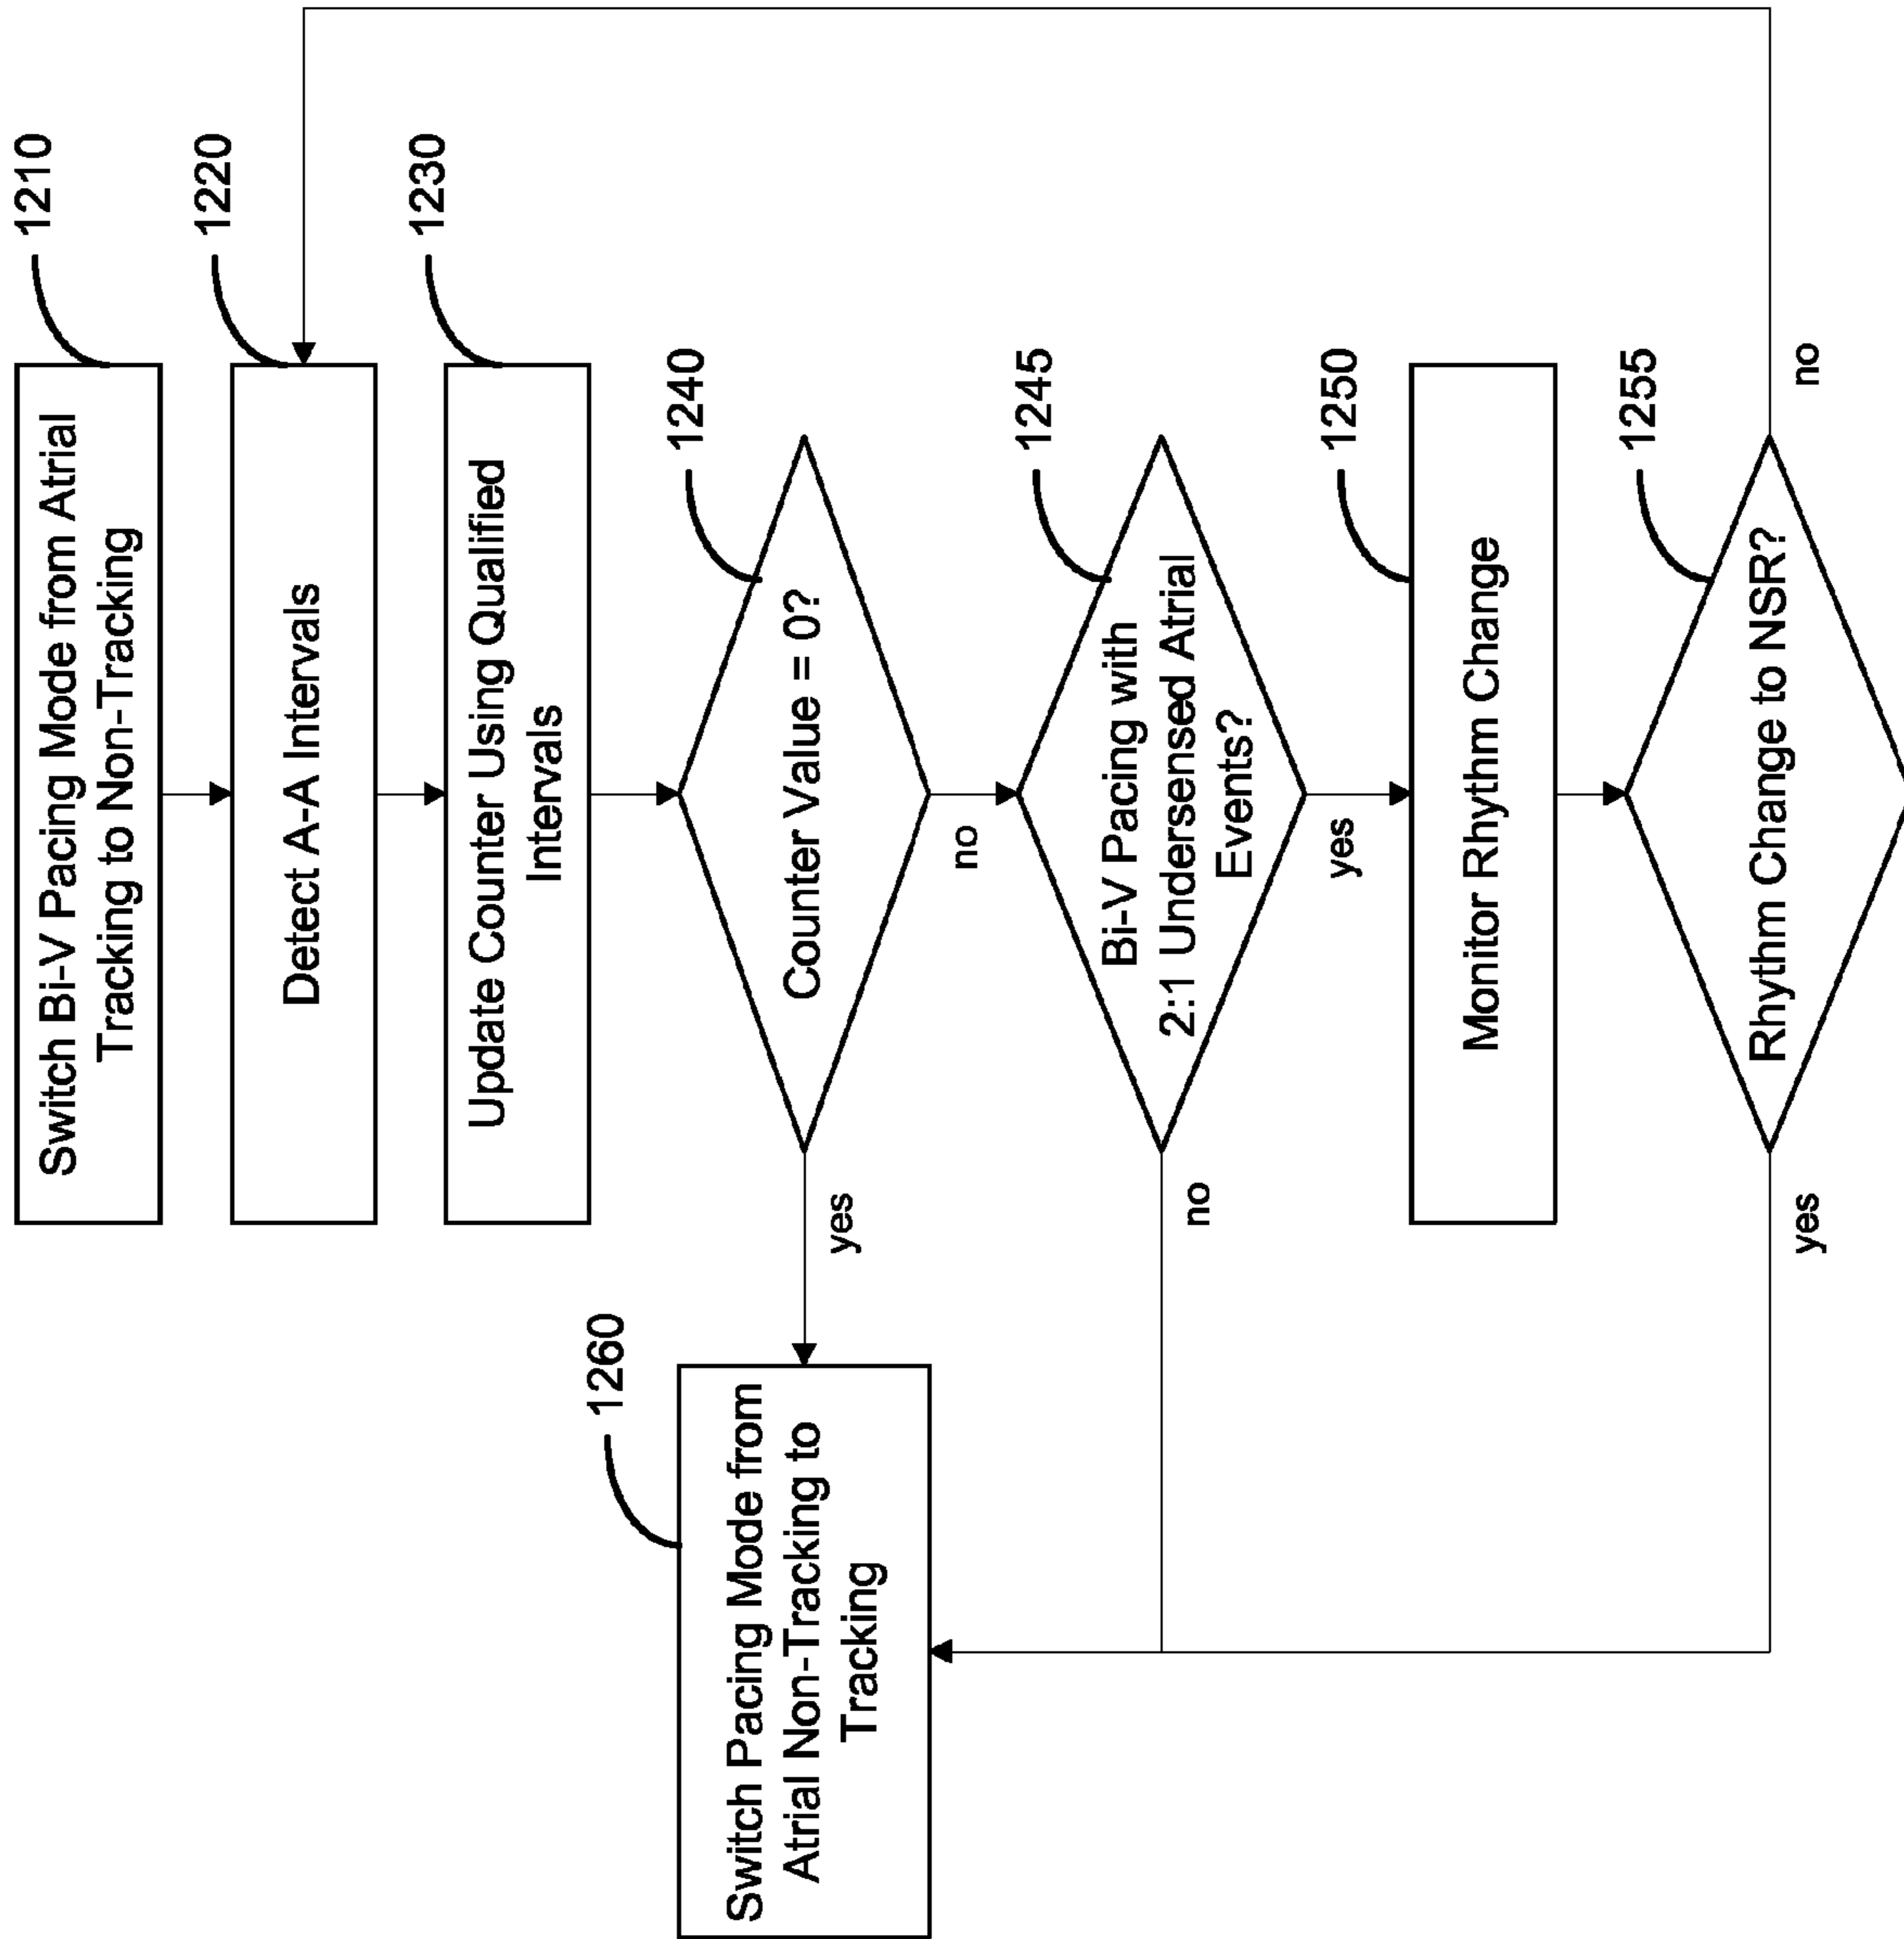 Switch Bi-V Pacing Mode from Atrial
Tracking to Non-Tracking
1210
Detect A-A Intervals
1220
Update Counter Using Qualified
Intervals
1230
Counter Value = 0?
1240
yes
no
Switch Pacing Mode from
Atrial Non-Tracking to
Tracking
1260
Bi-V Pacing with
2:1 Undersensed Atrial
Events?
1245
no
yes
Monitor Rhythm Change
1250
Rhythm Change to NSR?
1255
yes
no